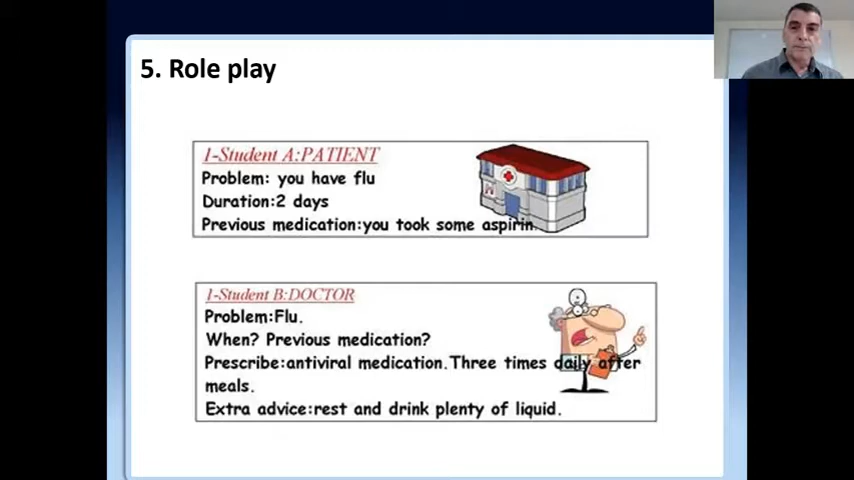 5. Role play
1-Student A:PATIENT
Problem: you have flu
Duration:2 days
Previous medication:you took some aspirin.
1-Student B:DOCTOR
Problem:Flu.
When? Previous medication?
Prescribe:antiviral medication.Three times daily after
meals.
Extra advice:rest and drink plenty of liquid.